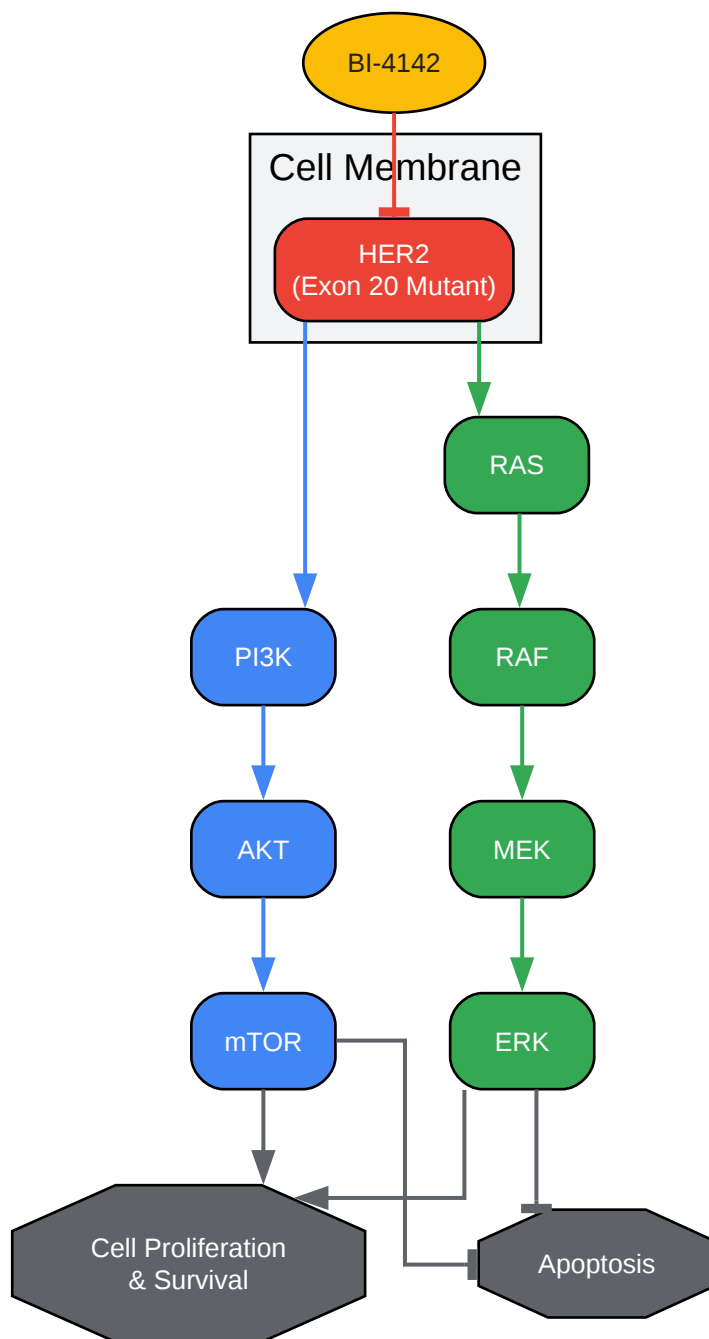 BI-4142
Cell Membrane
HER2
(Exon 20 Mutant)
RAS
PI3K
RAF
AKT
MEK
mTOR
ERK
Cell Proliferation
& Survival
Apoptosis